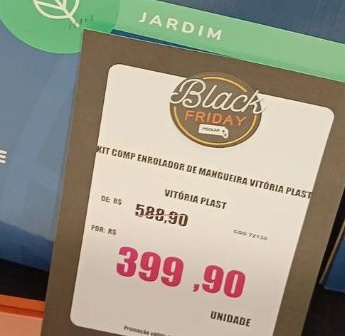 JARDIM
Black
FRIDAY
KIT COMP ENROLADOR DE MANGUEIRA VITÓRIA PLAST
VITÓRIA PLAST
DE: R$ 588,90
POR: R$
399 ,90
UNIDADE